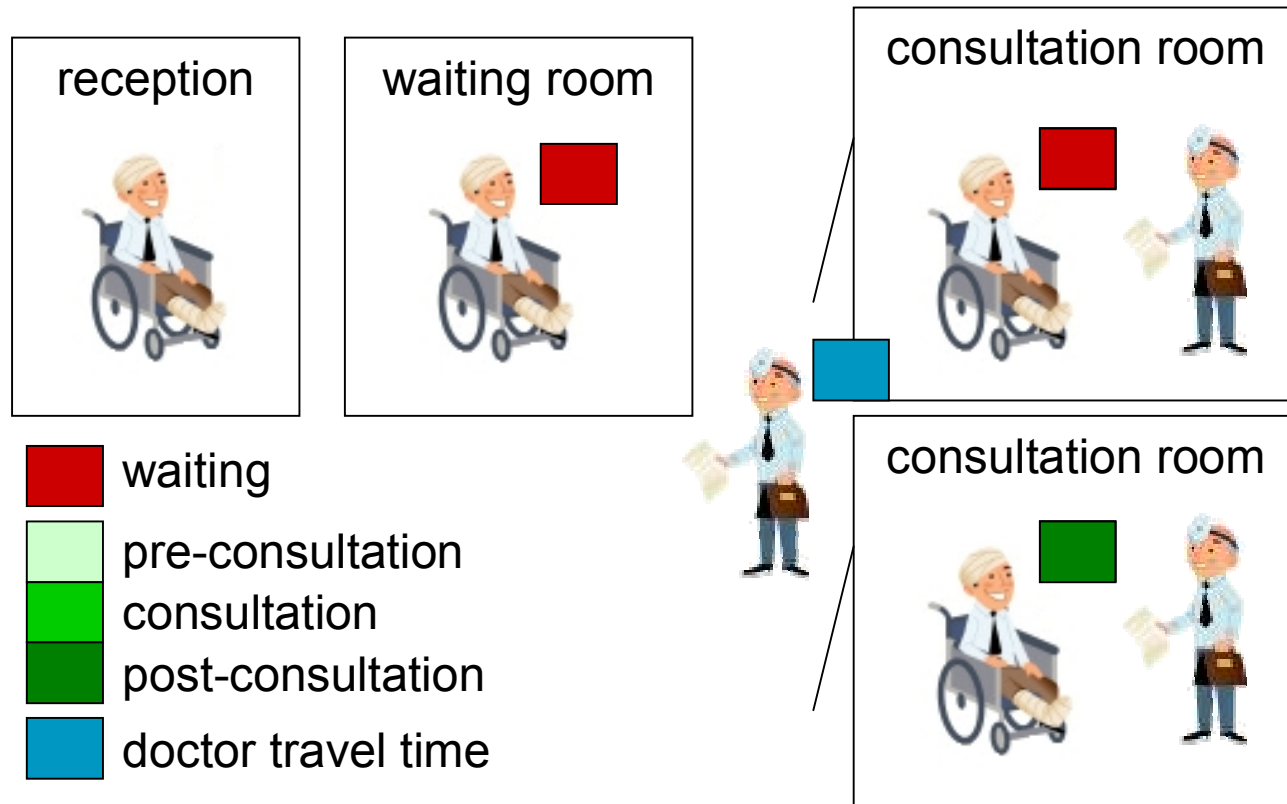 reception
waiting room
consultation room
consultation room
waiting
pre-consultation
consultation
post-consultation
doctor travel time